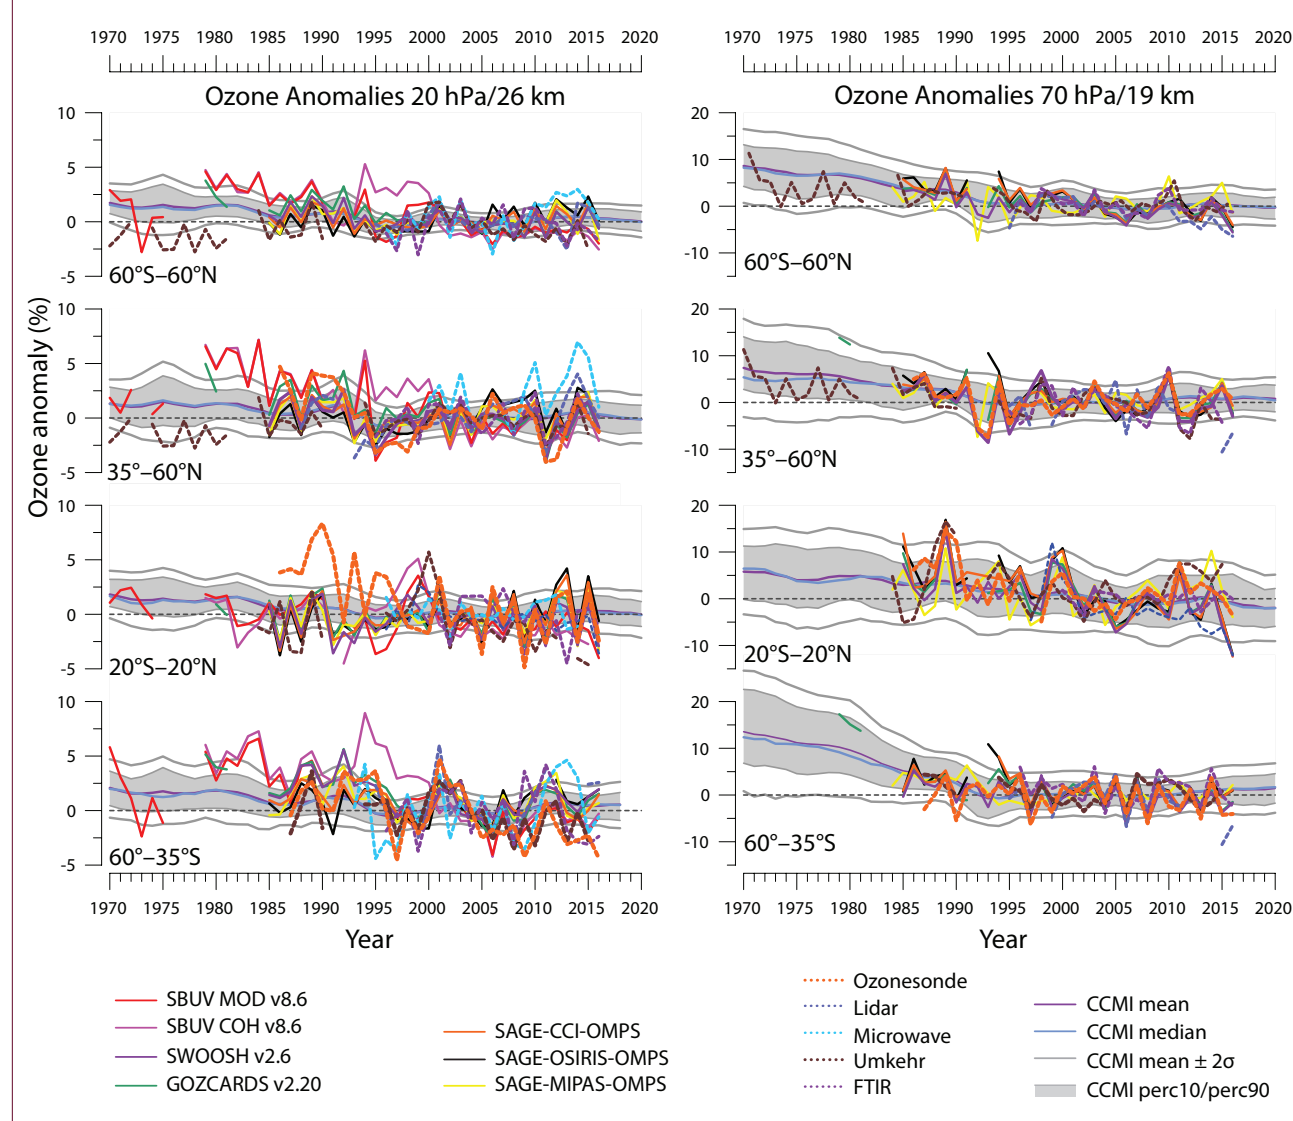 1970 1975 1980 1985 1990 1995 2000 2005 2010 2015 2020
1970 1975 1980 1985 1990 1995 2000 2005 2010 2015 2020
Ozone Anomalies 20 hPa/26 km
Ozone Anomalies 70 hPa/19 km
Ozone anomaly (%)
10
5
0
-5
60°S–60°N
20
10
0
-10
60°S–60°N
10
5
0
-5
35°–60°N
20
10
0
-10
35°–60°N
10
5
0
-5
20°S–20°N
20
10
0
-10
20°S–20°N
10
5
0
-5
60°–35°S
20
10
0
-10
60°–35°S
1970 1975 1980 1985 1990 1995 2000 2005 2010 2015 2020
Year
1970 1975 1980 1985 1990 1995 2000 2005 2010 2015 2020
Year
SBUV MOD v8.6
SBUV COH v8.6
SWOOSH v2.6
GOZCARDS v2.20
SAGE-CCI-OMPS
SAGE-OSIRIS-OMPS
SAGE-MIPAS-OMPS
Ozonesonde
Lidar
Microwave
Umkehr
FTIR
CCMI mean
CCMI median
CCMI mean ± 2σ
CCMI perc10/perc90